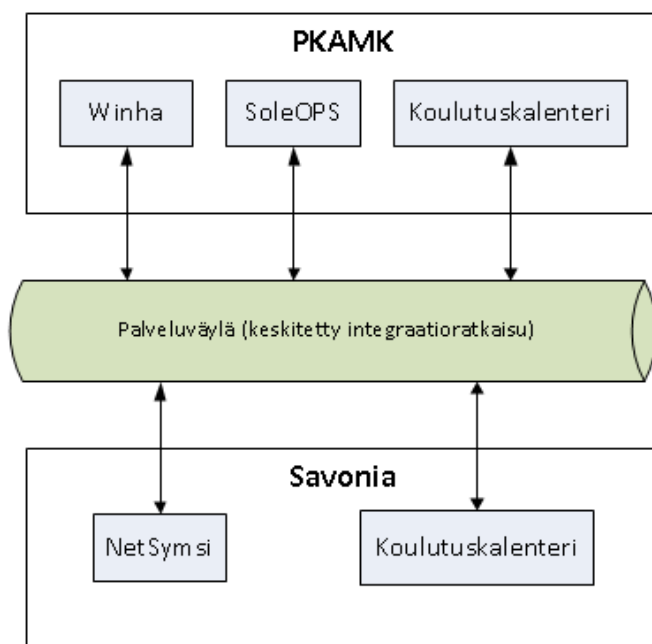 PKAMK
Winha
SoleOPS
Koulutuskalenteri
Palveluväylä (keskitetty integraatioratkaisu)
Savonia
NetSymsi
Koulutuskalenteri